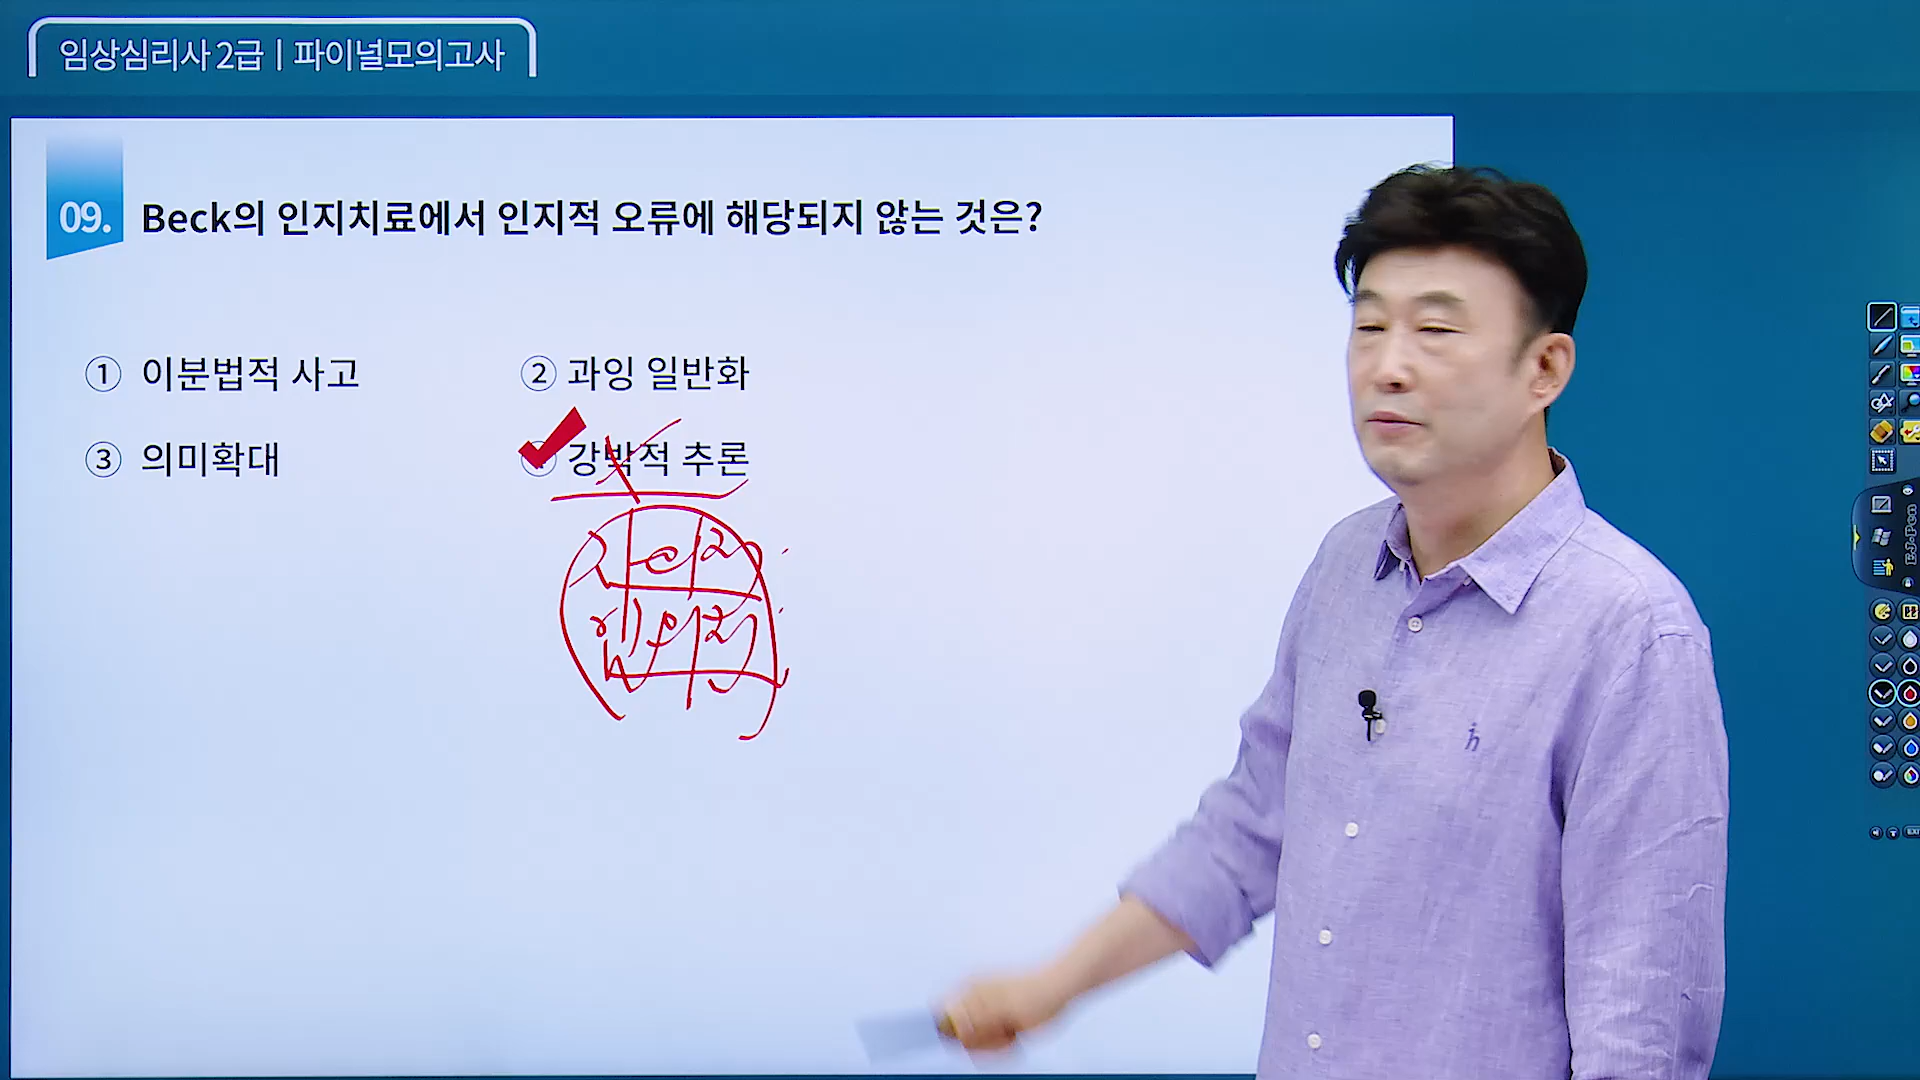 임상심리사 2급 | 파이널모의고사
09. Beck의 인지치료에서 인지적 오류에 해당되지 않는 것은?
① 이분법적 사고
② 과잉 일반화
③ 의미확대
강박적 추론
E.J-Pen
h